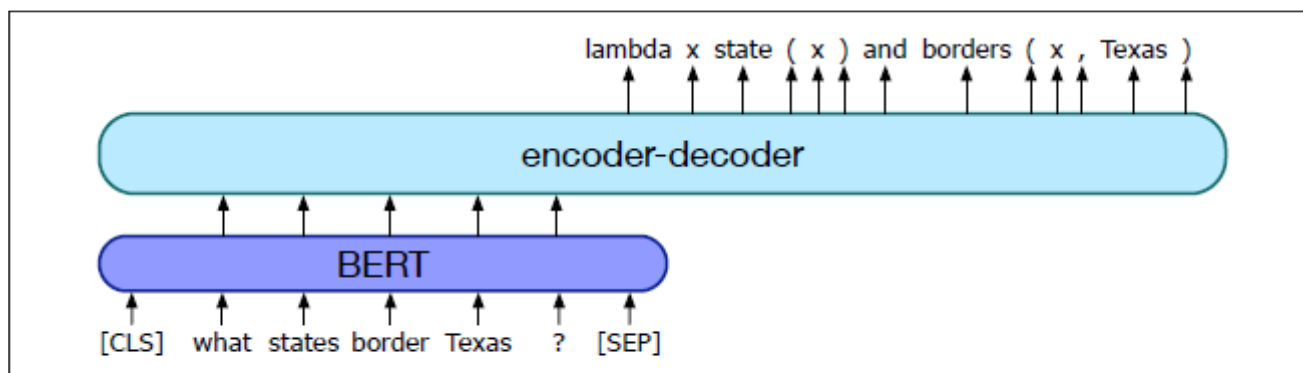 lambda x state ( x ) and borders ( x , Texas )
encoder-decoder
BERT
[CLS] what states border Texas ? [SEP]